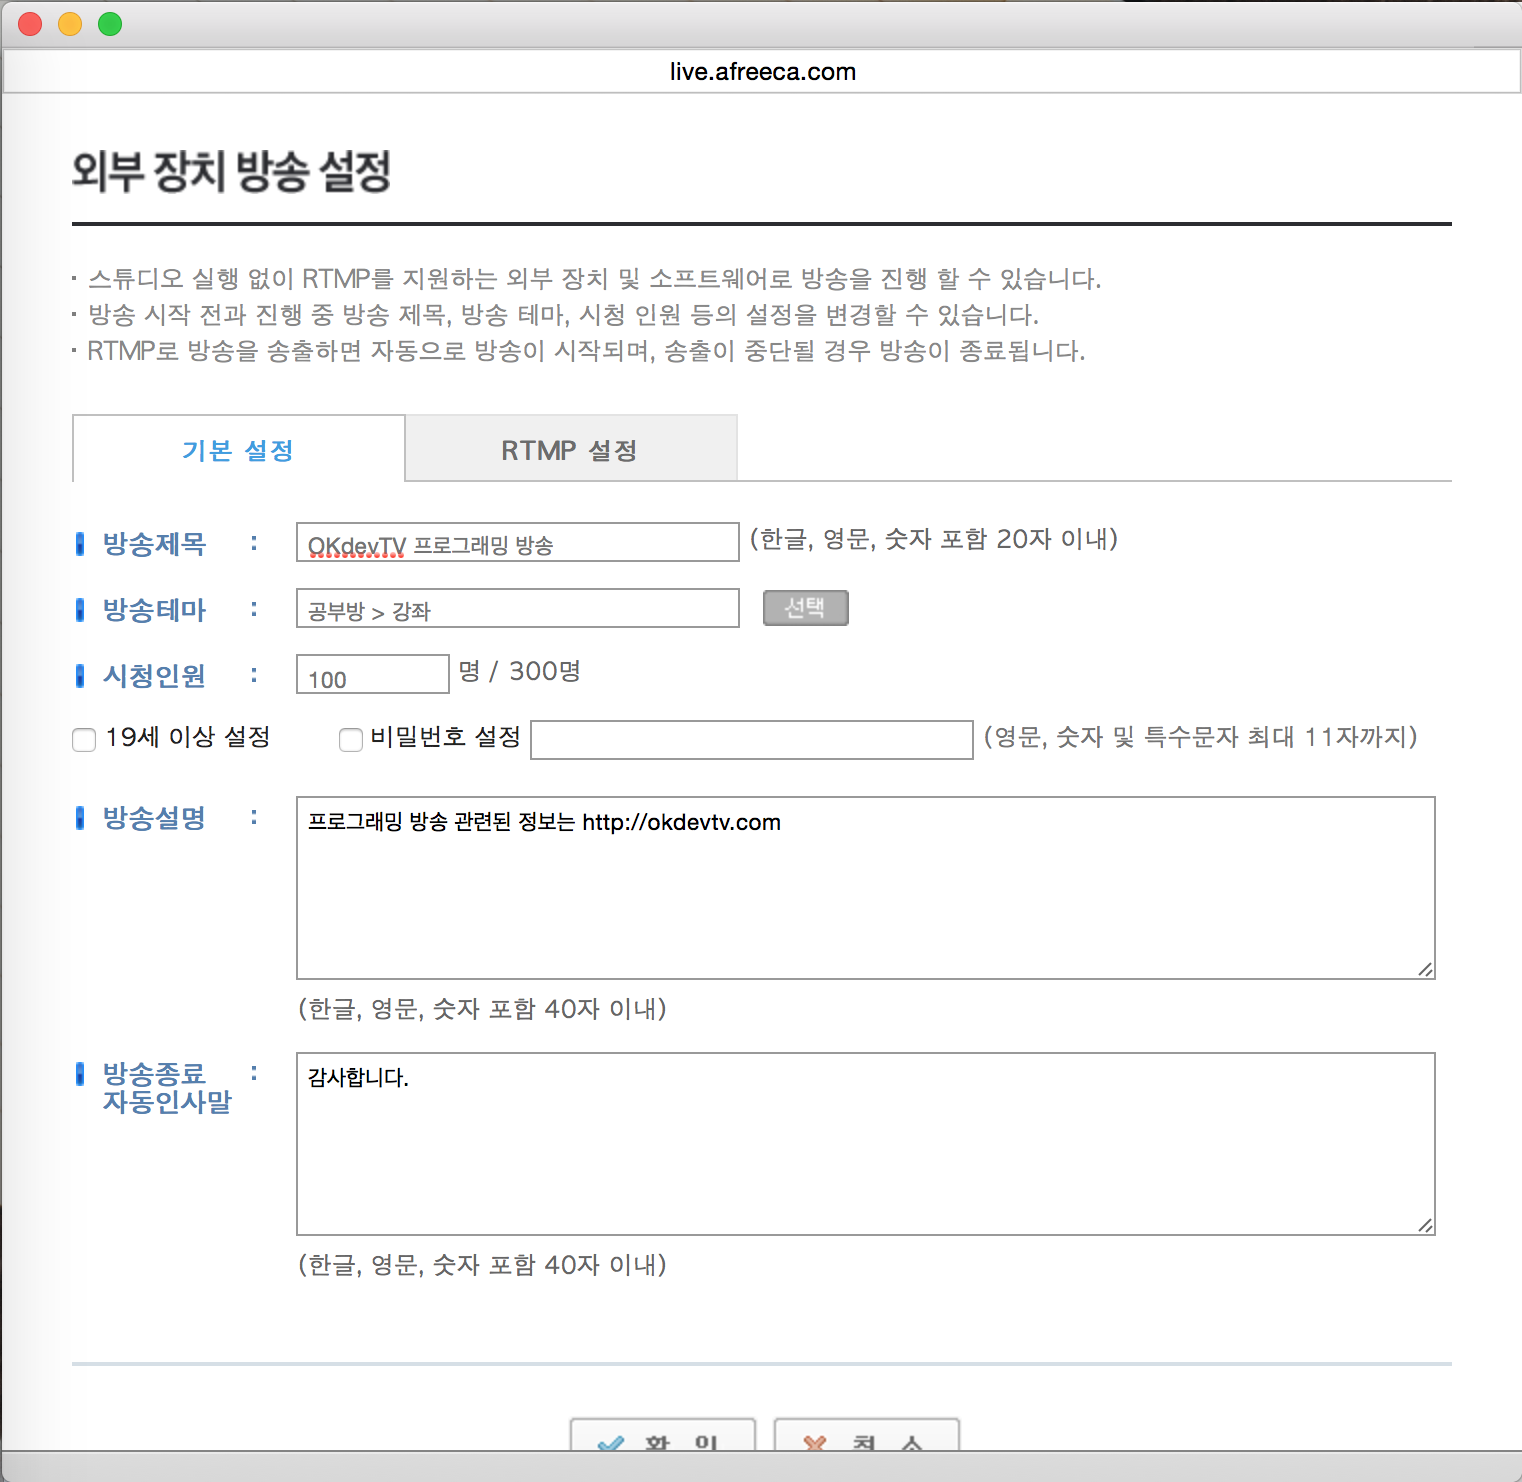 live.afreeca.com
외부 장치 방송 설정
· 스튜디오 실행 없이 RTMP를 지원하는 외부 장치 및 소프트웨어로 방송을 진행 할 수 있습니다.
· 방송 시작 전과 진행 중 방송 제목, 방송 테마, 시청 인원 등의 설정을 변경할 수 있습니다.
· RTMP로 방송을 송출하면 자동으로 방송이 시작되며, 송출이 중단될 경우 방송이 종료됩니다.
기본 설정 RTMP 설정
방송제목 : OKdevTV 프로그래밍 방송 (한글, 영문, 숫자 포함 20자 이내)
방송테마 : 공부방 > 강좌 선택
시청인원 : 100 명 / 300명
19세 이상 설정 비밀번호 설정 (영문, 숫자 및 특수문자 최대 11자까지)
방송설명 : 프로그래밍 방송 관련된 정보는 http://okdevtv.com
(한글, 영문, 숫자 포함 40자 이내)
방송종료 : 감사합니다.
자동인사말
(한글, 영문, 숫자 포함 40자 이내)
확 인 취 소